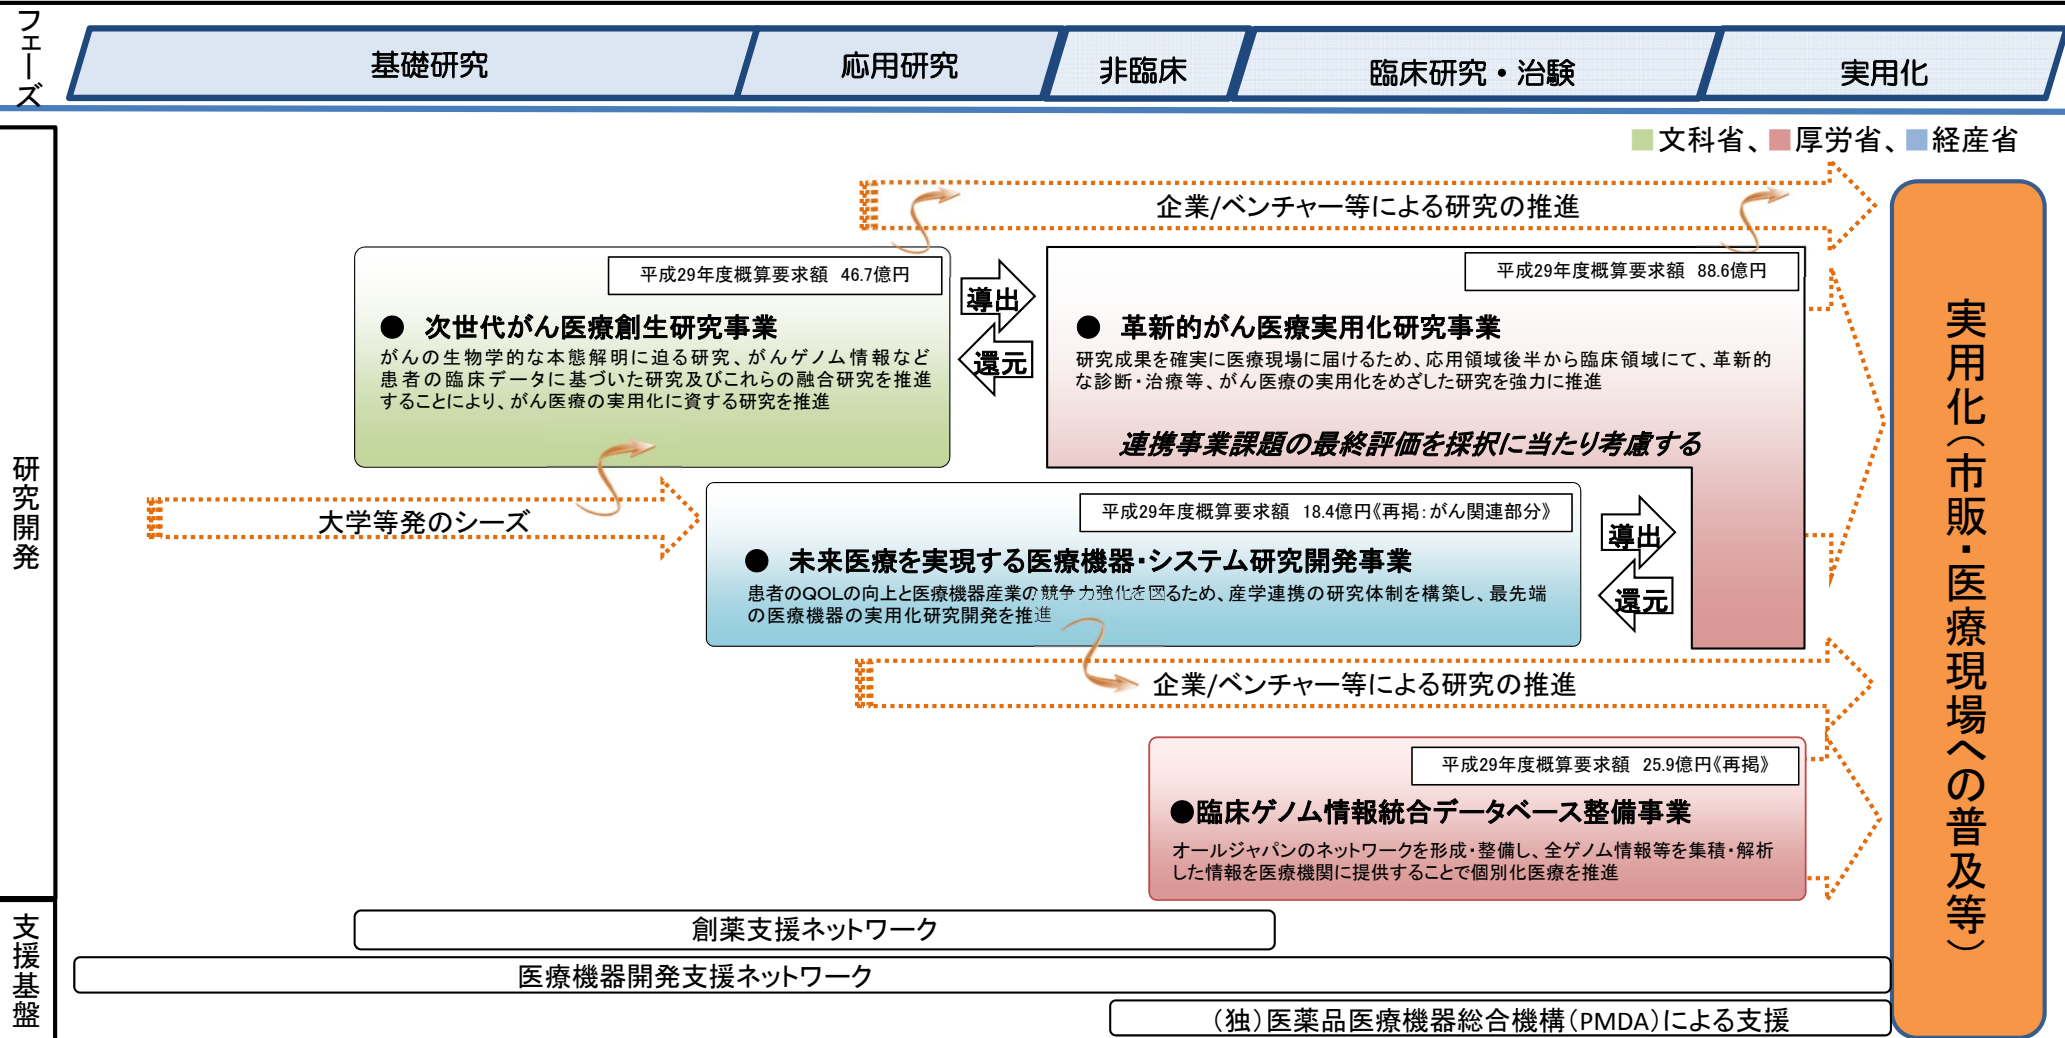 フェーズ
基礎研究
応用研究
非臨床
臨床研究・治験
実用化
■文科省、■厚労省、■経産省
研究開発
企業/ベンチャー等による研究の推進
平成29年度概算要求額 46.7億円
● 次世代がん医療創生研究事業
がんの生物学的な本態解明に迫る研究、がんゲノム情報など
患者の臨床データに基づいた研究及びこれらの融合研究を推進
することにより、がん医療の実用化に資する研究を推進
導出
還元
平成29年度概算要求額 88.6億円
● 革新的がん医療実用化研究事業
研究成果を確実に医療現場に届けるため、応用領域後半から臨床領域にて、革新的
な診断・治療等、がん医療の実用化をめざした研究を強力に推進
連携事業課題の最終評価を採択に当たり考慮する
大学等発のシーズ
平成29年度概算要求額 18.4億円《再掲:がん関連部分》
● 未来医療を実現する医療機器・システム研究開発事業
患者のQOLの向上と医療機器産業の競争力強化を図るため、産学連携の研究体制を構築し、最先端
の医療機器の実用化研究開発を推進
導出
還元
企業/ベンチャー等による研究の推進
平成29年度概算要求額 25.9億円《再掲》
●臨床ゲノム情報統合データベース整備事業
オールジャパンのネットワークを形成・整備し、全ゲノム情報等を集積・解析
した情報を医療機関に提供することで個別化医療を推進
実用化(市販・医療現場への普及等)
支援基盤
創薬支援ネットワーク
医療機器開発支援ネットワーク
(独)医薬品医療機器総合機構(PMDA)による支援